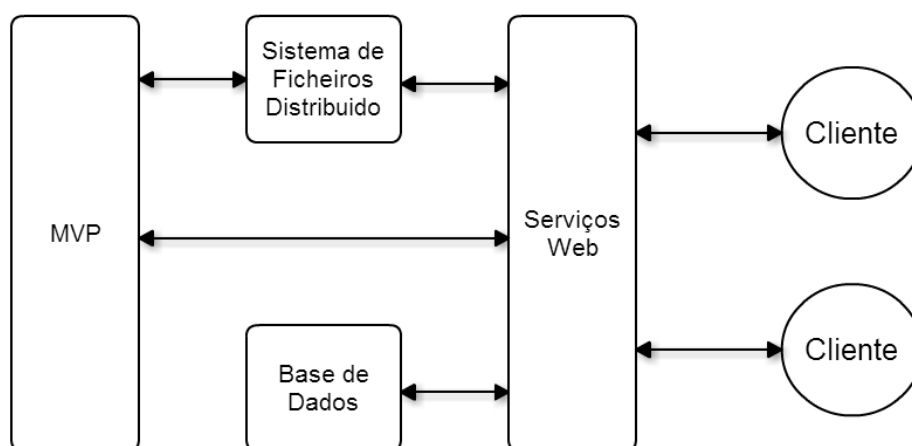 Sistema de
Ficheiros
Distribuido
Cliente
MVP
Serviços
Web
Cliente
Base de
Dados